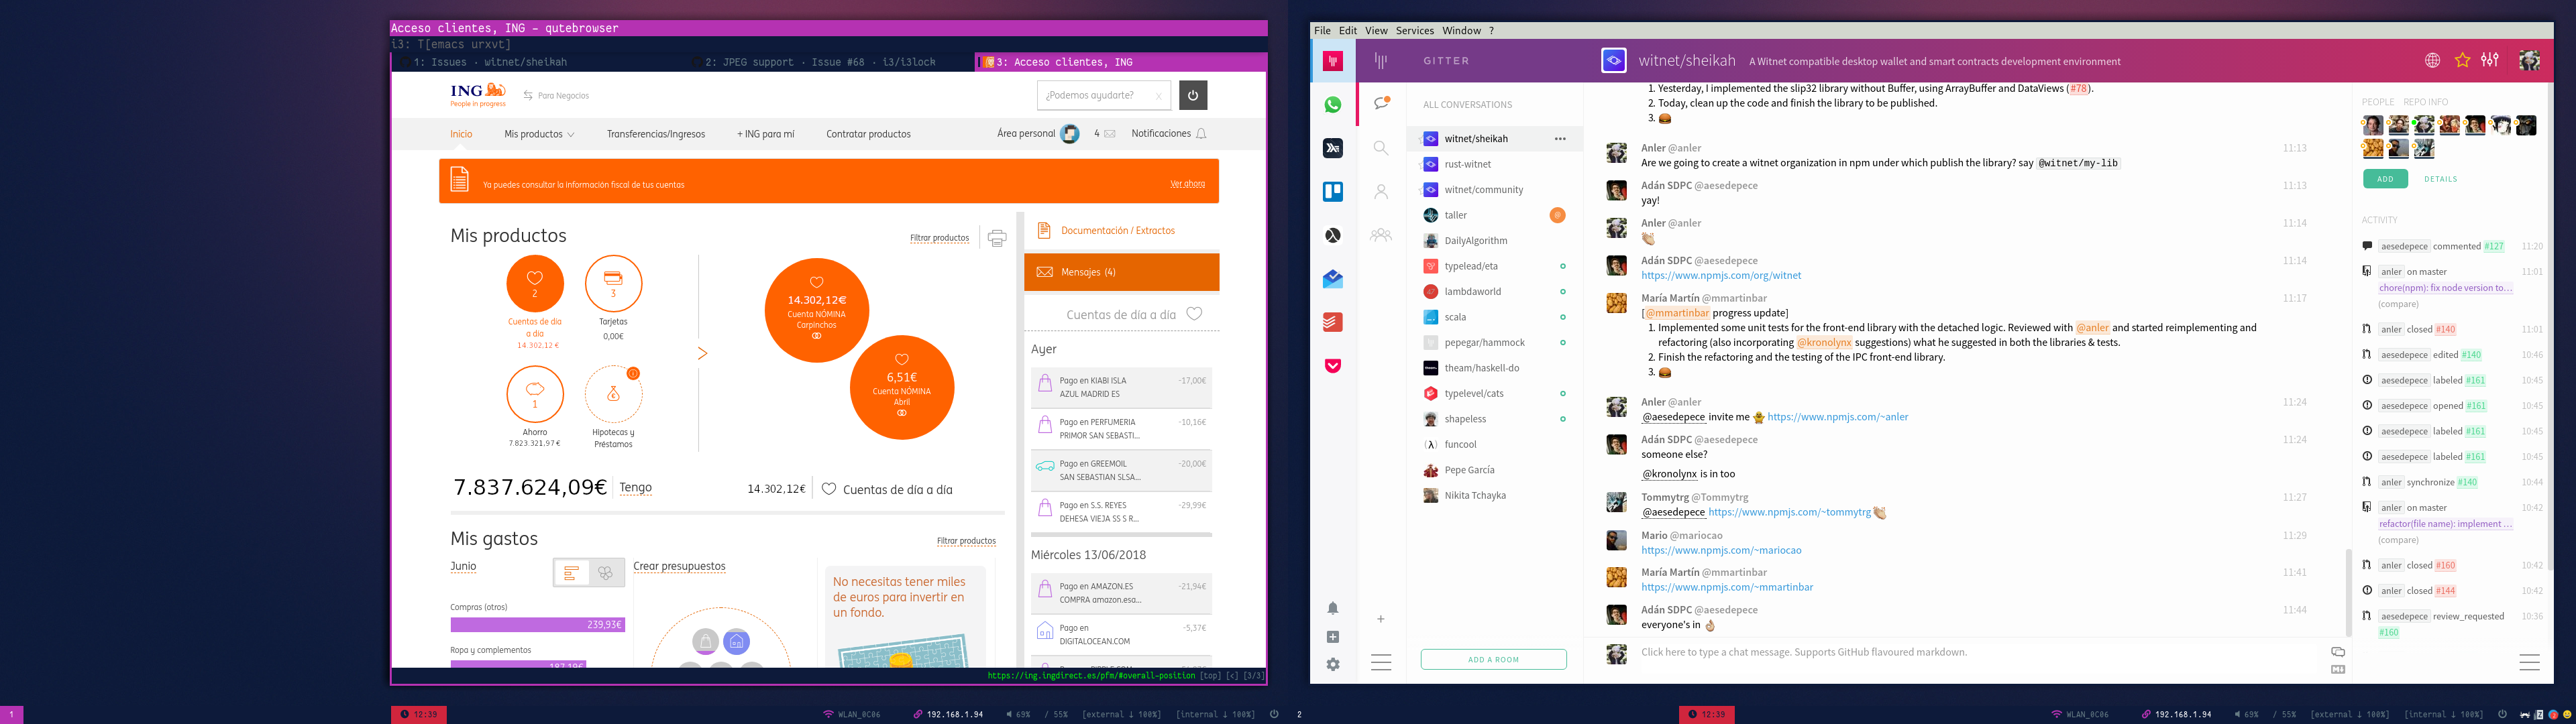 Acceso clientes, ING - qutebrowser
i3: T[emacs urxvt]
1: Issues · witnet/sheikah
2: JPEG support · Issue #68 · i3/i3lock
3: Acceso clientes, ING
ING
People in progress
Para Negocios
¿Podemos ayudarte? x
Inicio
Mis productos
Transferencias/Ingresos
+ ING para mí
Contratar productos
Área personal
4
Notificaciones
Ya puedes consultar la información fiscal de tus cuentas
Ver ahora
Mis productos
Filtrar productos
2
Cuentas de día
a día
14.302,12 €
3
Tarjetas
0,00€
1
Ahorro
7.823.321,97 €
Hipotecas y
Préstamos
14.302,12€
Cuenta NÓMINA
Carpinchos
6,51€
Cuenta NÓMINA
Abril
7.837.624,09€
Tengo
14.302,12€
Cuentas de día a día
Mis gastos
Filtrar productos
Junio
Crear presupuestos
Compras (otros)
239,93€
Ropa y complementos
187,19€
No necesitas tener miles
de euros para invertir en
un fondo.
Documentación / Extractos
Mensajes (4)
Cuentas de día a día
Ayer
Pago en KIABI ISLA
AZUL MADRID ES
-17,00€
Pago en PERFUMERIA
PRIMOR SAN SEBASTI...
-10,16€
Pago en GREEMOIL
SAN SEBASTIAN SLSA...
-20,00€
Pago en S.S. REYES
DEHESA VIEJA SS S R...
-29,99€
Miércoles 13/06/2018
Pago en AMAZON.ES
COMPRA amazon.esa...
-21,94€
Pago en
DIGITALOCEAN.COM
-5,37€
https://ing.ingdirect.es/pfm/#overall-position [top] [<] [3/3]
1
12:39
WLAN_0C06
192.168.1.94
69%
/ 55%
[external ↓ 100%]
[internal ↓ 100%]
2
File Edit View Services Window ?
GITTER
witnet/sheikah
A Witnet compatible desktop wallet and smart contracts development environment
ALL CONVERSATIONS
witnet/sheikah
rust-witnet
witnet/community
taller
@
DailyAlgorithm
typelead/eta
lambdaworld
scala
pepegar/hammock
theam/haskell-do
typelevel/cats
shapeless
funcool
Pepe García
Nikita Tchayka
ADD A ROOM
1. Yesterday, I implemented the slip32 library without Buffer, using ArrayBuffer and DataViews (#78).
2. Today, clean up the code and finish the library to be published.
3. 🍔
Anler @anler 11:13
Are we going to create a witnet organization in npm under which publish the library? say @witnet/my-lib
Adán SDPC @aesedepece 11:13
yay!
Anler @anler 11:14
👏
Adán SDPC @aesedepece 11:14
https://www.npmjs.com/org/witnet
María Martín @mmartinbar 11:17
[@mmartinbar progress update]
1. Implemented some unit tests for the front-end library with the detached logic. Reviewed with @anler and started reimplementing and
refactoring (also incorporating @kronolynx suggestions) what he suggested in both the libraries & tests.
2. Finish the refactoring and the testing of the IPC front-end library.
3. 🍔
Anler @anler 11:24
@aesedepece invite me https://www.npmjs.com/~anler
Adán SDPC @aesedepece 11:24
someone else?
@kronolynx is in too
Tommytrg @Tommytrg 11:27
@aesedepece https://www.npmjs.com/~tommytrg 👏
Mario @mariocao 11:29
https://www.npmjs.com/~mariocao
María Martín @mmartinbar 11:41
https://www.npmjs.com/~mmartinbar
Adán SDPC @aesedepece 11:44
everyone's in 👌
Click here to type a chat message. Supports GitHub flavoured markdown.
PEOPLE REPO INFO
ADD
DETAILS
ACTIVITY
aesedepece commented #127 11:20
anler on master 11:01
chore(npm): fix node version to...
(compare)
anler closed #140 11:01
aesedepece edited #140 10:46
aesedepece labeled #161 10:45
aesedepece opened #161 10:45
aesedepece labeled #161 10:45
aesedepece labeled #161 10:45
anler synchronize #140 10:44
anler on master 10:42
refactor(file name): implement ...
(compare)
anler closed #160 10:42
anler closed #144 10:42
aesedepece review_requested 10:36
#160
12:39
WLAN_0C06
192.168.1.94
69%
/ 55%
[external ↓ 100%]
[internal ↓ 100%]